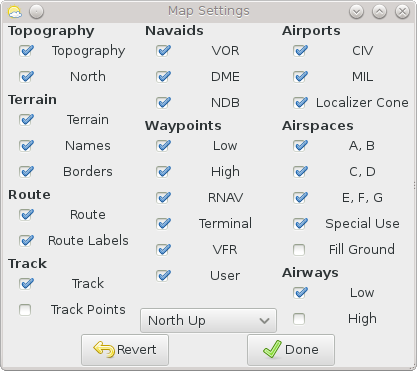 Map Settings
Topography
Topography
North
Terrain
Terrain
Names
Borders
Route
Route
Route Labels
Track
Track
Track Points
Navaids
VOR
DME
NDB
Waypoints
Low
High
RNAV
Terminal
VFR
User
Airports
CIV
MIL
Localizer Cone
Airspaces
A, B
C, D
E, F, G
Special Use
Fill Ground
Airways
Low
High
North Up
Revert
Done